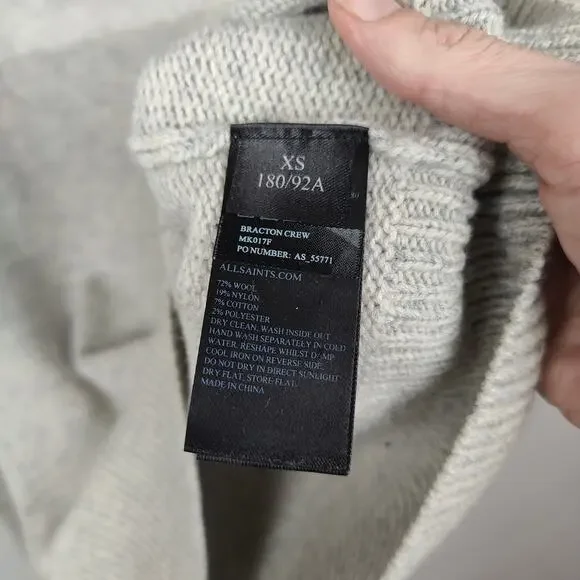 XS
180/92A
BRACTON CREW
MK017F
PO NUMBER: AS_55771
ALLSAINTS.COM
72% WOOL
19% NYLON
7% COTTON
2% POLYESTER
DRY CLEAN. WASH INSIDE OUT
HAND WASH SEPARATELY IN COLD
WATER. RESHAPE WHILST DAMP
COOL IRON ON REVERSE SIDE.
DO NOT DRY IN DIRECT SUNLIGHT
DRY FLAT, STORE FLAT.
MADE IN CHINA